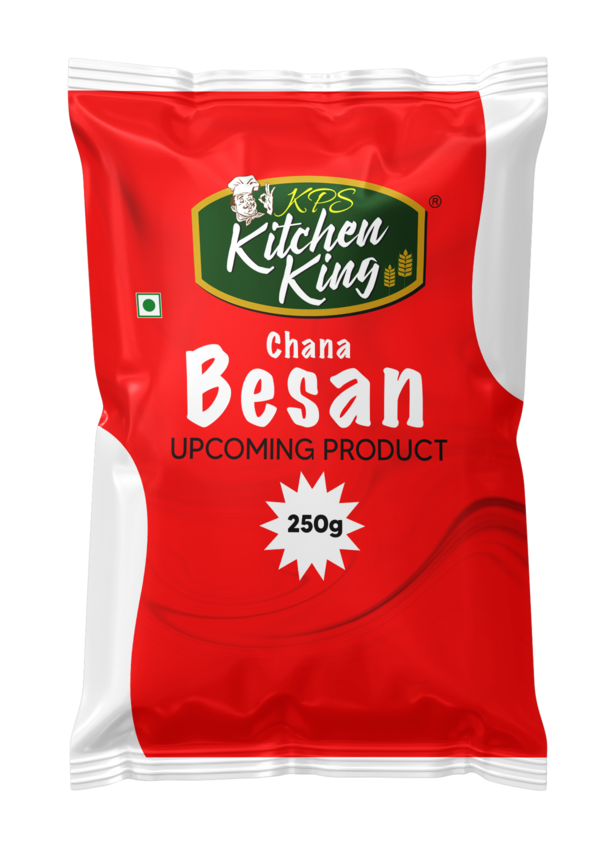 KPS
Kitchen
King
®
Chana
Besan
UPCOMING PRODUCT
250g